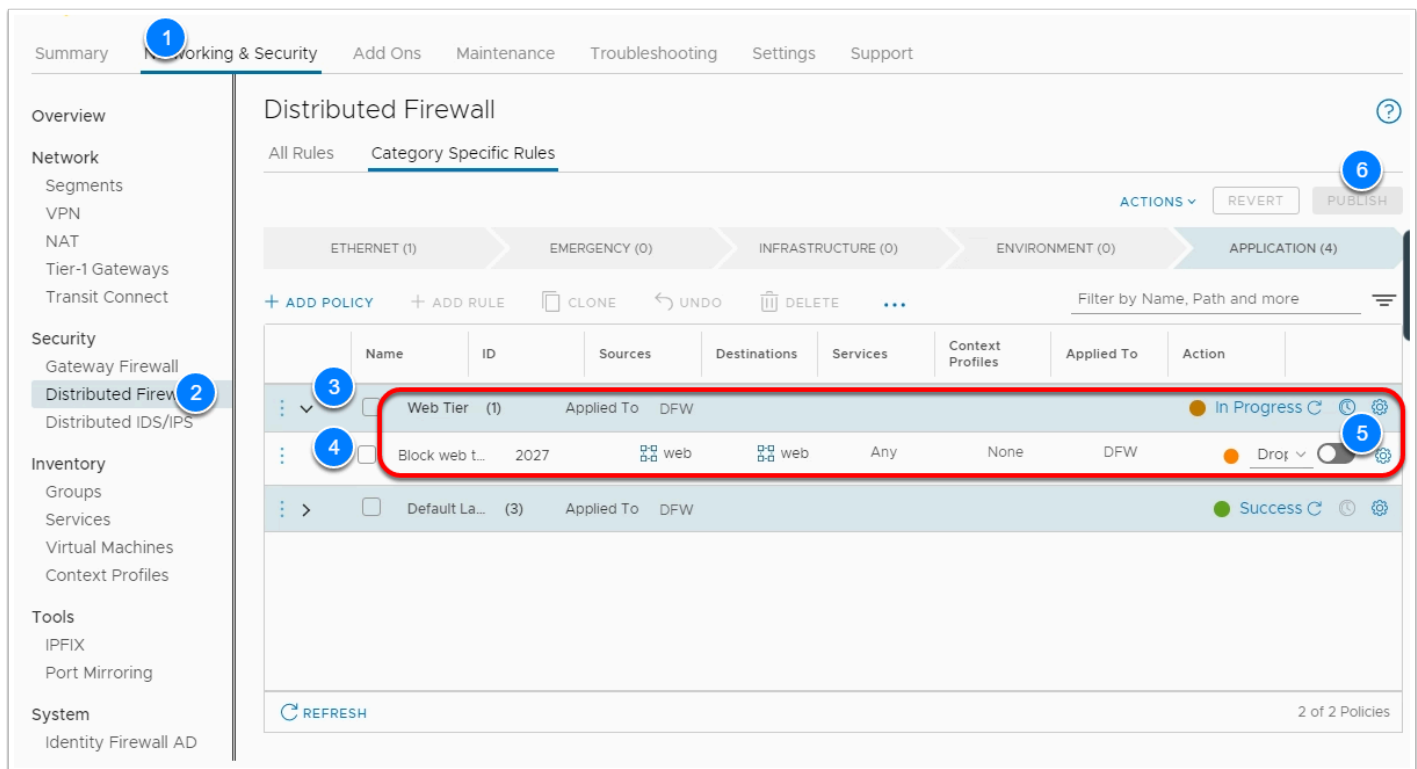 1
Summary Networking & Security Add Ons Maintenance Troubleshooting Settings Support
Overview
Network
Segments
VPN
NAT
Tier-1 Gateways
Transit Connect
Security
Gateway Firewall
Distributed Firew 2
Distributed IDS/IPS
Inventory
Groups
Services
Virtual Machines
Context Profiles
Tools
IPFIX
Port Mirroring
System
Identity Firewall AD
Distributed Firewall ?
All Rules Category Specific Rules
6
ACTIONS REVERT PUBLISH
ETHERNET (1) EMERGENCY (0) INFRASTRUCTURE (0) ENVIRONMENT (0) APPLICATION (4)
+ ADD POLICY + ADD RULE CLONE UNDO DELETE ... Filter by Name, Path and more
Name ID Sources Destinations Services Context Profiles Applied To Action
3
Web Tier (1) Applied To DFW In Progress
4 5
Block web t... 2027 web web Any None DFW Drop
Default La... (3) Applied To DFW Success
REFRESH 2 of 2 Policies